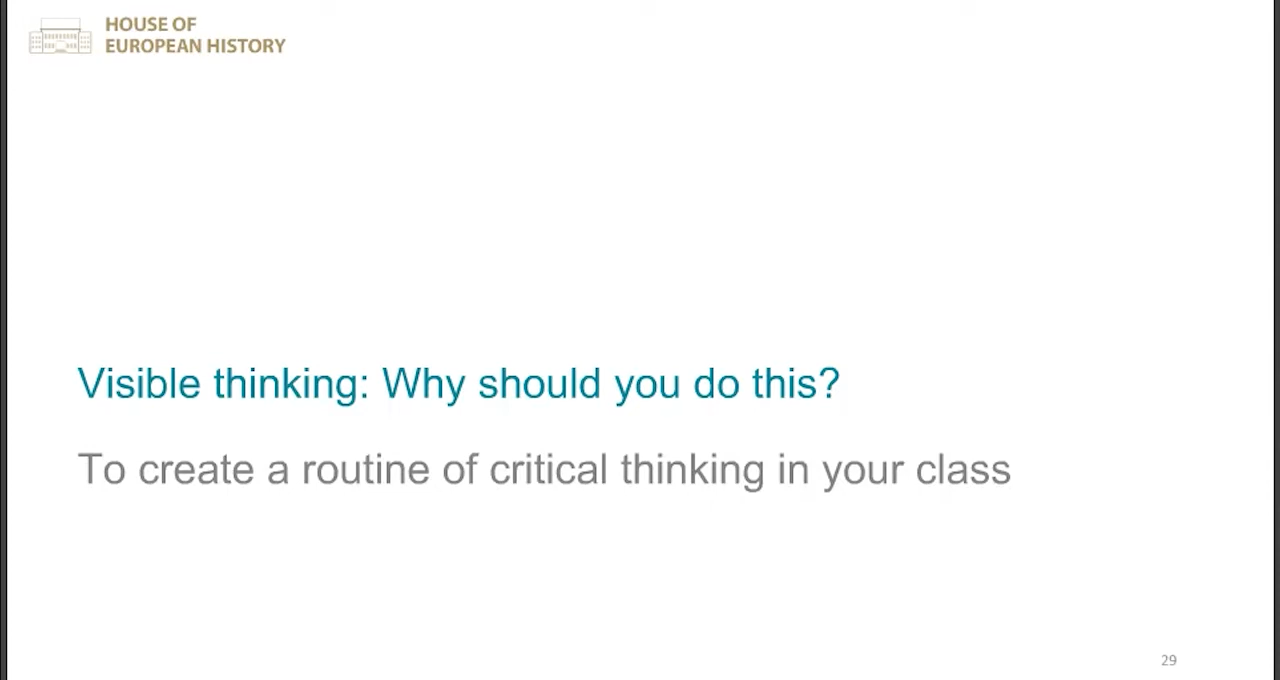 HOUSE OF
EUROPEAN HISTORY
Visible thinking: Why should you do this?
To create a routine of critical thinking in your class
29